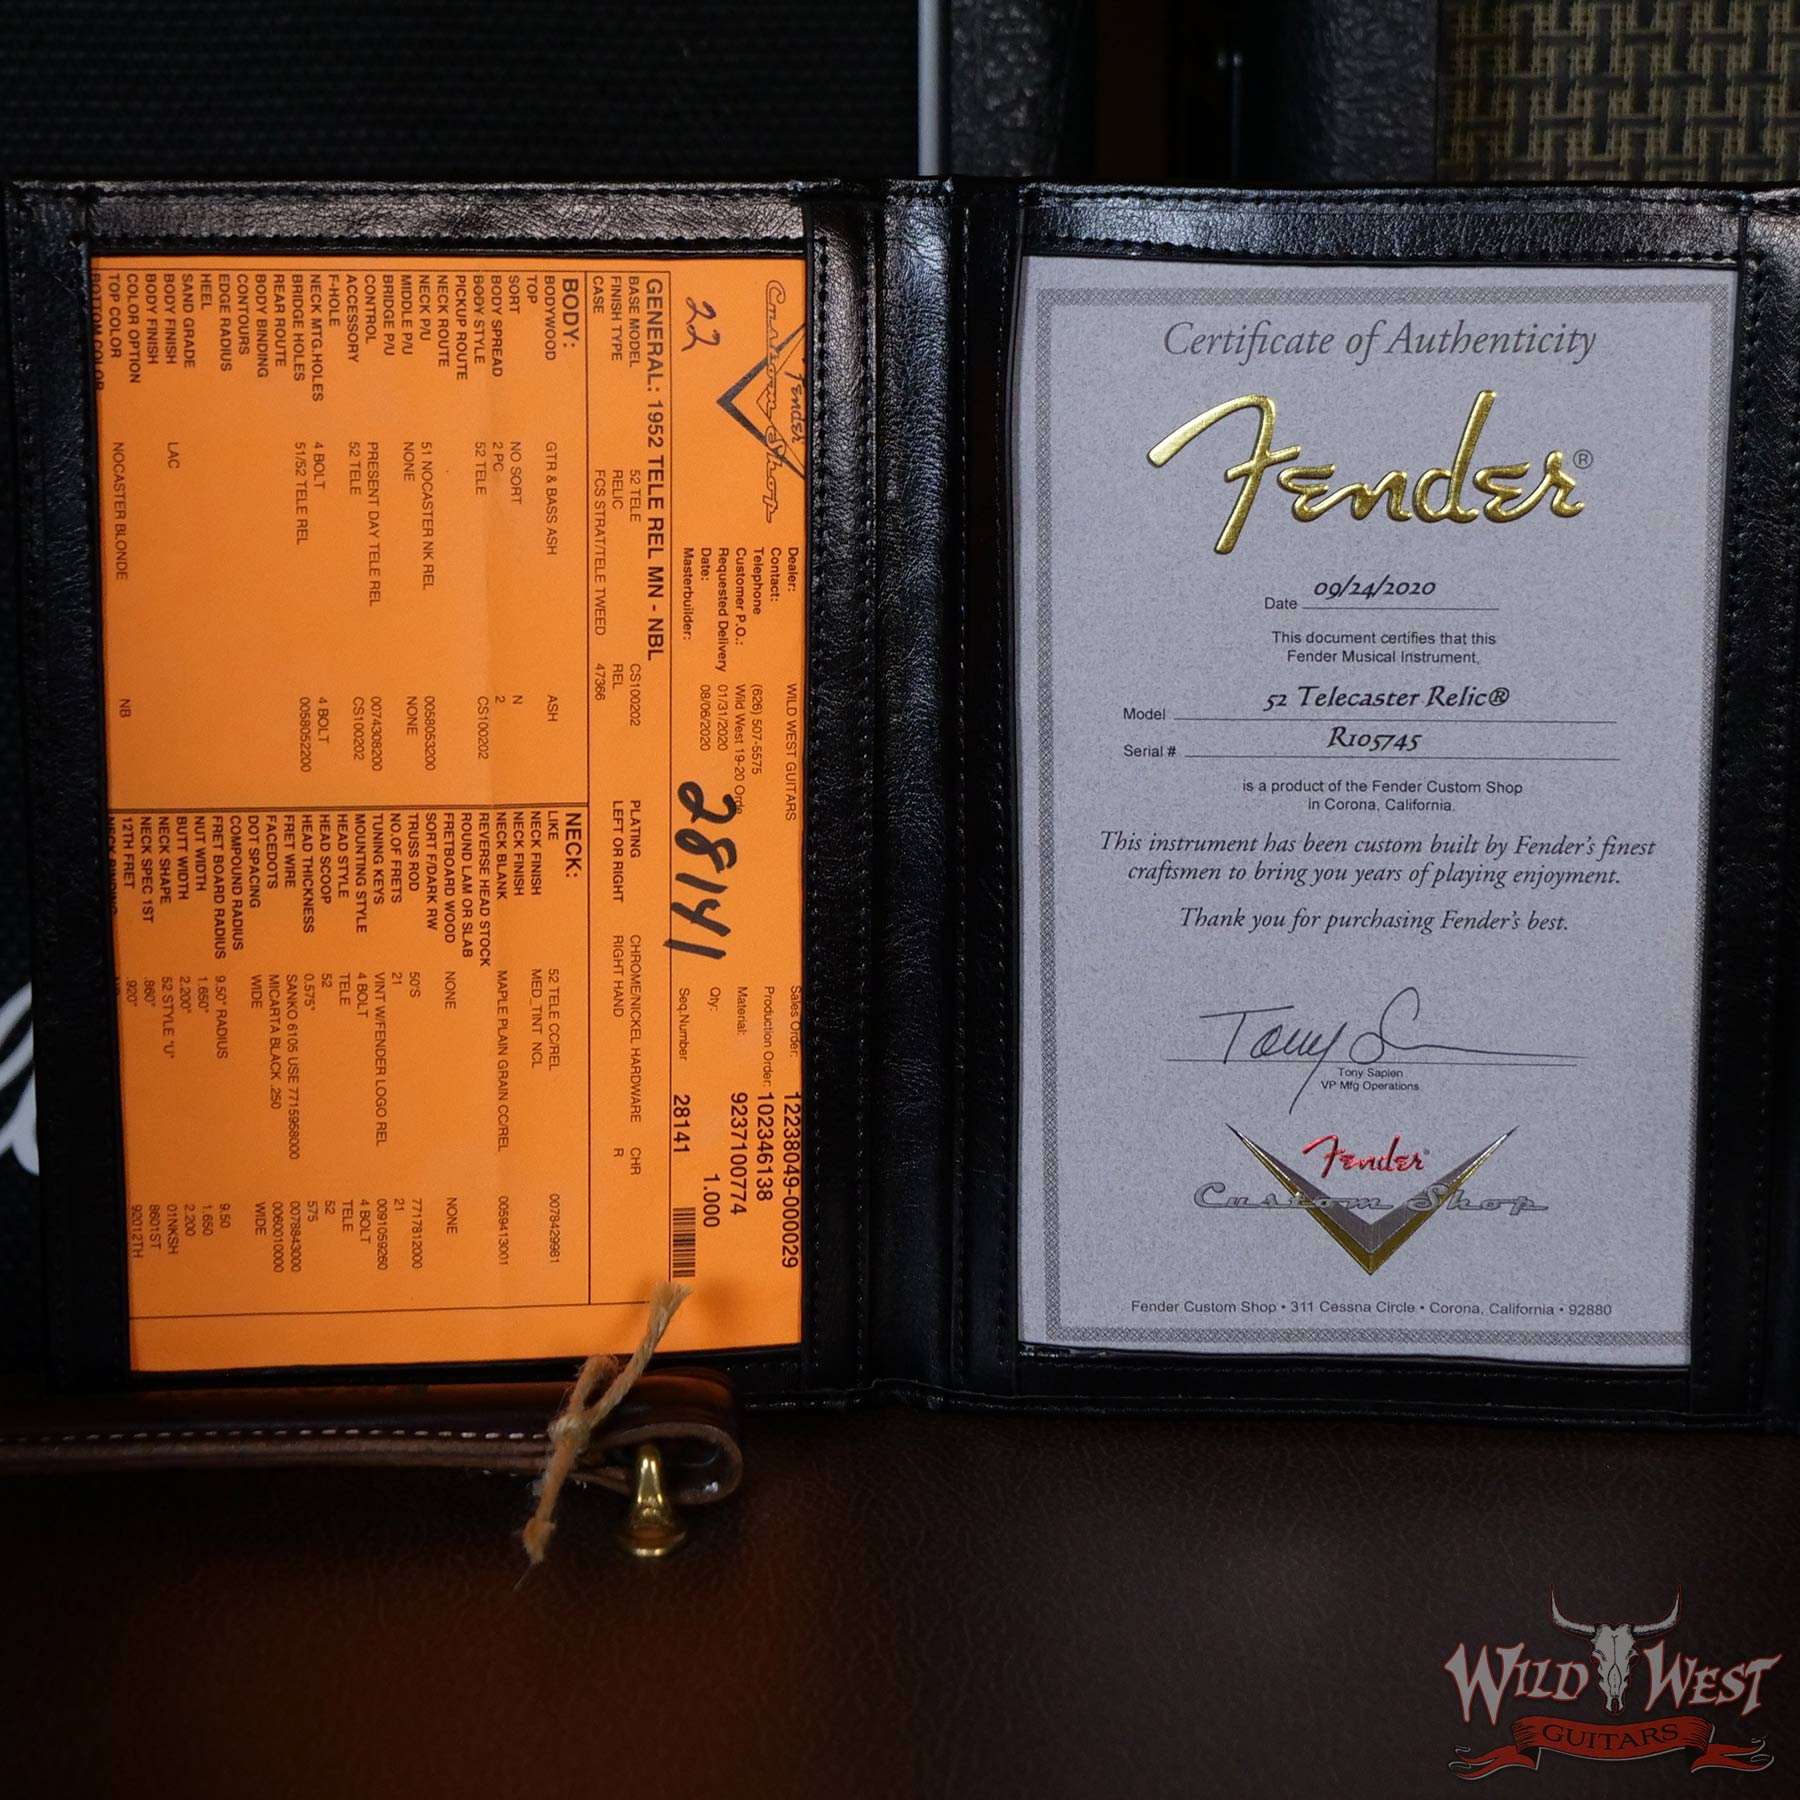 Fender
Custom Shop
22
Dealer: WILD WEST GUITARS
Contact:
Telephone (626) 507-5575
Customer P.O.: Wild West 19-20 Orde
Requested Delivery 01/31/2020
Date: 08/06/2020
Masterbuilder:
28141
Sales Order: 12238049-0000029
Production Order: 102346138
Material: 9237100774
Qty: 1.000
Seq.Number 28141
GENERAL: 1952 TELE REL MN - NBL
BASE MODEL 52 TELE CS100202 PLATING CHROME/NICKEL HARDWARE CHR
FINISH TYPE RELIC REL LEFT OR RIGHT RIGHT HAND R
CASE FCS STRAT/TELE TWEED 47366
BODY:
BODYWOOD GTR & BASS ASH ASH
TOP
SORT NO SORT N
BODY SPREAD 2 PC 2
BODY STYLE 52 TELE CS100202
PICKUP ROUTE
NECK ROUTE
NECK P/U 51 NOCASTER NK REL 0058053200
MIDDLE P/U NONE NONE
BRIDGE P/U
CONTROL PRESENT DAY TELE REL 0074308200
ACCESSORY 52 TELE CS100202
F-HOLE
NECK MTG.HOLES 4 BOLT 4 BOLT
BRIDGE HOLES 51/52 TELE REL 0058052200
REAR ROUTE
BODY BINDING
CONTOURS
EDGE RADIUS
HEEL
SAND GRADE
BODY FINISH LAC
BODY FINISH
COLOR OPTION
TOP COLOR NOCASTER BLONDE NB
BOTTOM COLOR
NECK:
LIKE 52 TELE CC/REL 0078429981
NECK FINISH MED_TINT NCL
NECK FINISH
NECK BLANK MAPLE PLAIN GRAIN CC/REL 0059413001
REVERSE HEAD STOCK
ROUND LAM OR SLAB
FRETBOARD WOOD NONE NONE
SORT F/DARK RW
TRUSS ROD 50'S 7717812000
NO.OF FRETS 21 21
TUNING KEYS VINT W/FENDER LOGO REL 0091059260
MOUNTING STYLE 4 BOLT 4 BOLT
HEAD STYLE TELE TELE
HEAD SCOOP 52 52
HEAD THICKNESS 0.575" 575
FRET WIRE SANKO 6105 USE 7715958000 0078843000
FACEDOTS MICARTA BLACK .250 0060010000
DOT SPACING WIDE WIDE
COMPOUND RADIUS
FRET BOARD RADIUS 9.50" RADIUS 9.50
NUT WIDTH 1.650" 1.650
BUTT WIDTH 2.200" 2.200
NECK SHAPE 52 STYLE "U" 01NKSH
NECK SPEC 1ST .860" 8601ST
12TH FRET .920" 92012TH
NECK BINDING
Certificate of Authenticity
Fender®
Date 09/24/2020
This document certifies that this
Fender Musical Instrument,
Model 52 Telecaster Relic®
Serial # R105745
is a product of the Fender Custom Shop
in Corona, California.
This instrument has been custom built by Fender's finest
craftsmen to bring you years of playing enjoyment.
Thank you for purchasing Fender's best.
Tony S
Tony Sapien
VP Mfg Operations
Fender
Custom Shop
Fender Custom Shop • 311 Cessna Circle • Corona, California • 92880
WILD WEST
GUITARS